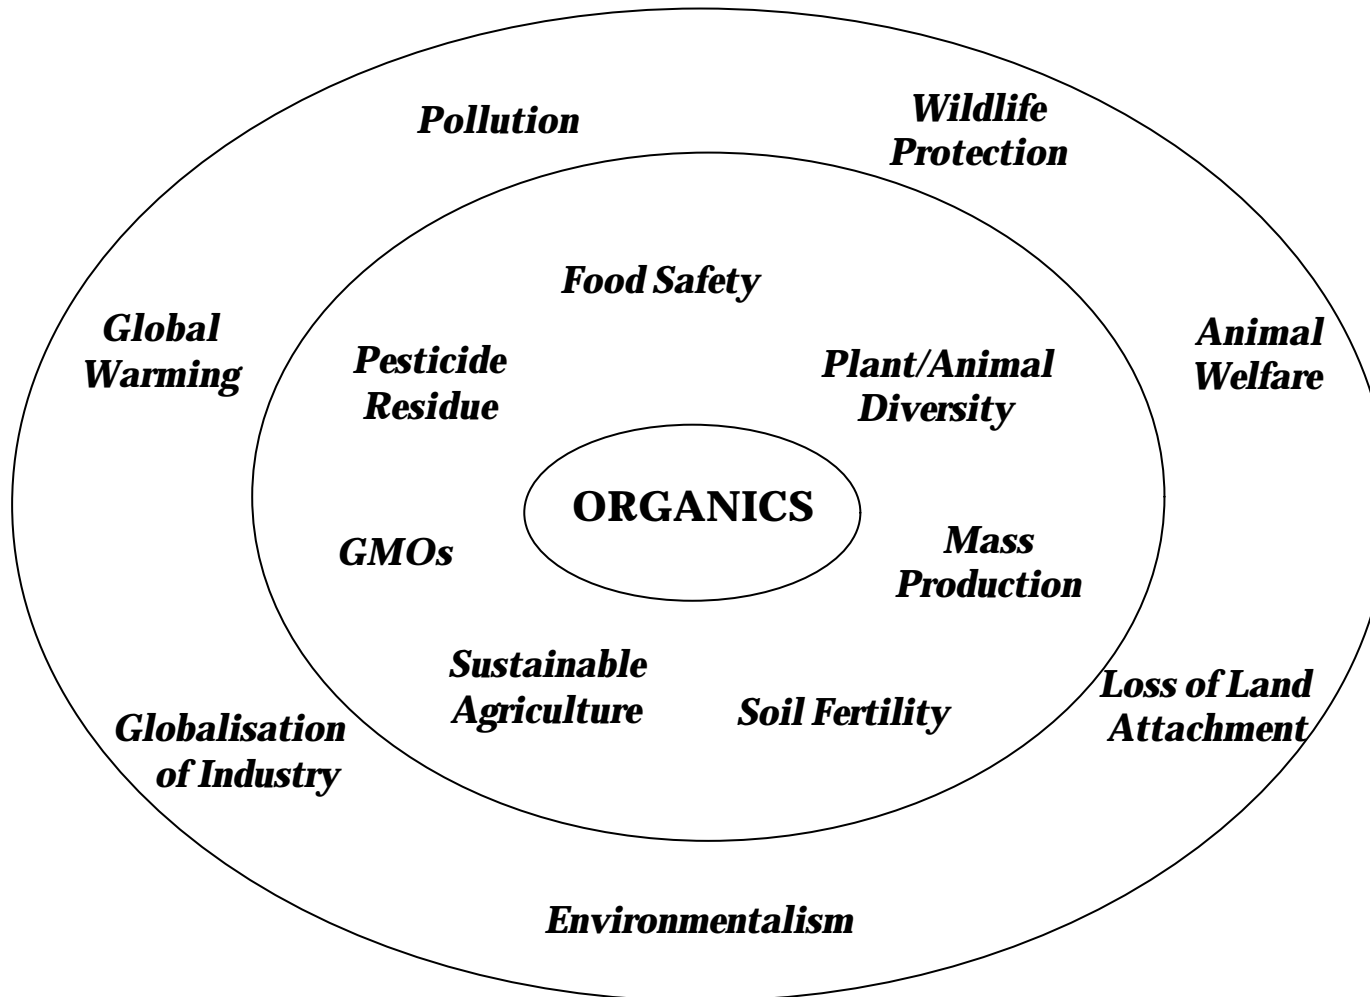 Pollution
Wildlife
Protection
Food Safety
Global
Warming
Pesticide
Residue
Plant/Animal
Diversity
Animal
Welfare
ORGANICS
GMOs
Mass
Production
Sustainable
Agriculture
Soil Fertility
Loss of Land
Attachment
Globalisation
of Industry
Environmentalism